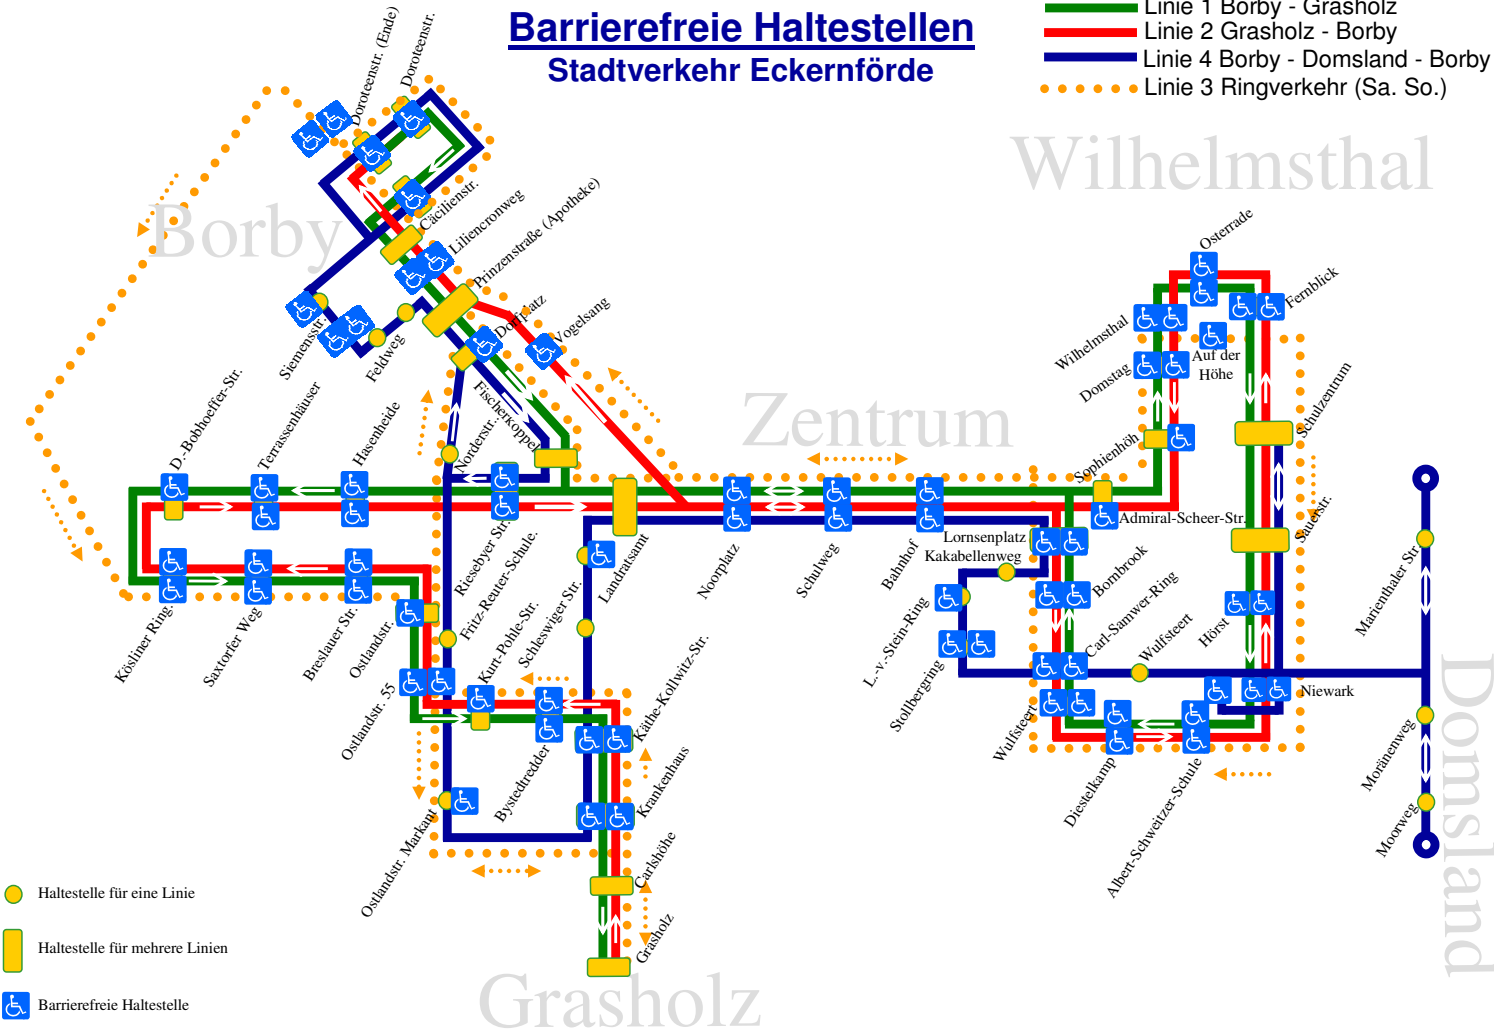 Barrierefreie Haltestellen
Stadtverkehr Eckernförde
Linie 1 Borby - Grasholz
Linie 2 Grasholz - Borby
Linie 4 Borby - Domsland - Borby
Linie 3 Ringverkehr (Sa. So.)
Wilhelmsthal
Borby
Zentrum
Domsland
Grasholz
Doroteenstr. (Ende)
Doroteenstr.
Cäcilienstr.
Liliencronweg
Prinzenstraße (Apotheke)
Dorfplatz
Vogelsang
Siemensstr.
Feldweg
Fischerkoppel
Norderstr.
D.-Bobhoeffer-Str.
Terrassenhäuser
Hasenheide
Riesebyer Str.
Landratsamt
Noorplatz
Schulweg
Bahnhof
Kösliner Ring.
Saxtorfer Weg
Breslauer Str.
Ostlandstr.
Ostlandstr. 55
Fritz-Reuter-Schule.
Kurt-Pohle-Str.
Schleswiger Str.
Bystedtredder
Käthe-Kollwitz-Str.
Krankenhaus
Ostlandstr. Markant
Carlshöhe
Grasholz
Osterrade
Fernblick
Wilhelmsthal
Domstag
Auf der
Höhe
Sophienhöh
Schulzentrum
Admiral-Scheer-Str.
Sauerstr.
Lornsenplatz
Kakabellenweg
L.-v.-Stein-Ring
Stollbergring
Bornbrook
Carl-Samwer-Ring
Wulfsteert
Hörst
Niewark
Wulfsteert
Diestelkamp
Albert-Schweitzer-Schule
Marienthaler Str
Moränenweg
Moorweg
Haltestelle für eine Linie
Haltestelle für mehrere Linien
Barrierefreie Haltestelle